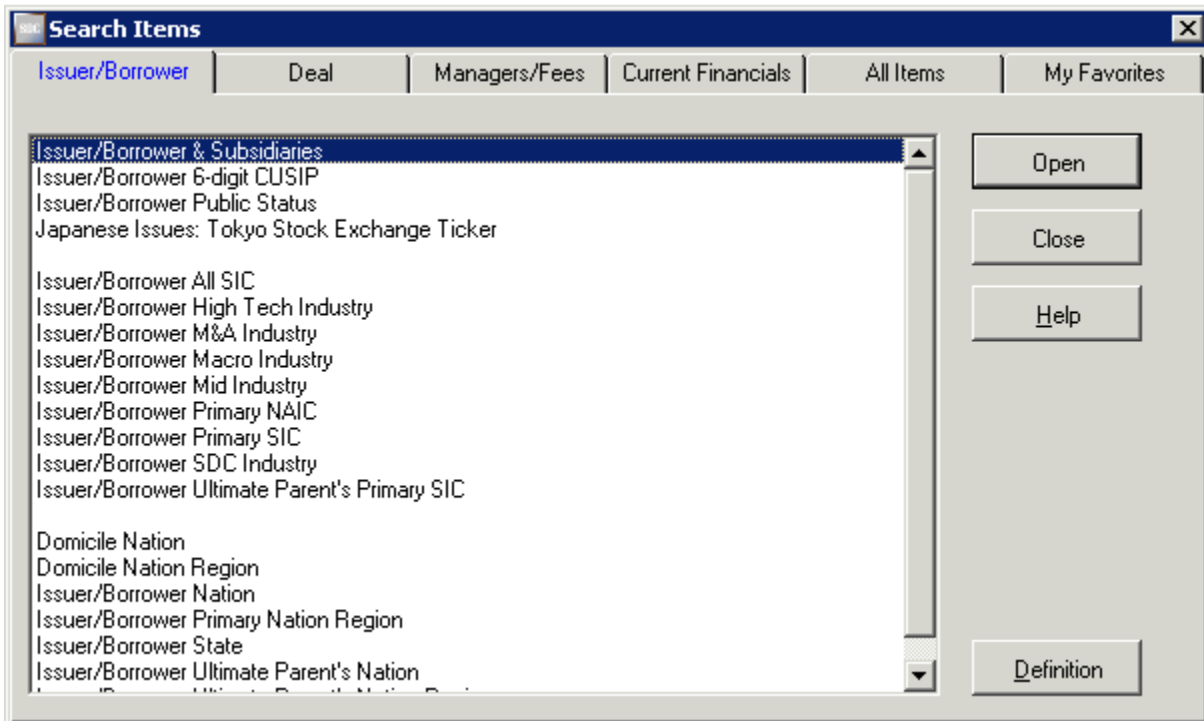 SDC Search Items
Issuer/Borrower Deal Managers/Fees Current Financials All Items My Favorites
Issuer/Borrower & Subsidiaries
Issuer/Borrower 6-digit CUSIP
Issuer/Borrower Public Status
Japanese Issues: Tokyo Stock Exchange Ticker
Issuer/Borrower All SIC
Issuer/Borrower High Tech Industry
Issuer/Borrower M&A Industry
Issuer/Borrower Macro Industry
Issuer/Borrower Mid Industry
Issuer/Borrower Primary NAIC
Issuer/Borrower Primary SIC
Issuer/Borrower SDC Industry
Issuer/Borrower Ultimate Parent's Primary SIC
Domicile Nation
Domicile Nation Region
Issuer/Borrower Nation
Issuer/Borrower Primary Nation Region
Issuer/Borrower State
Issuer/Borrower Ultimate Parent's Nation
Open
Close
Help
Definition